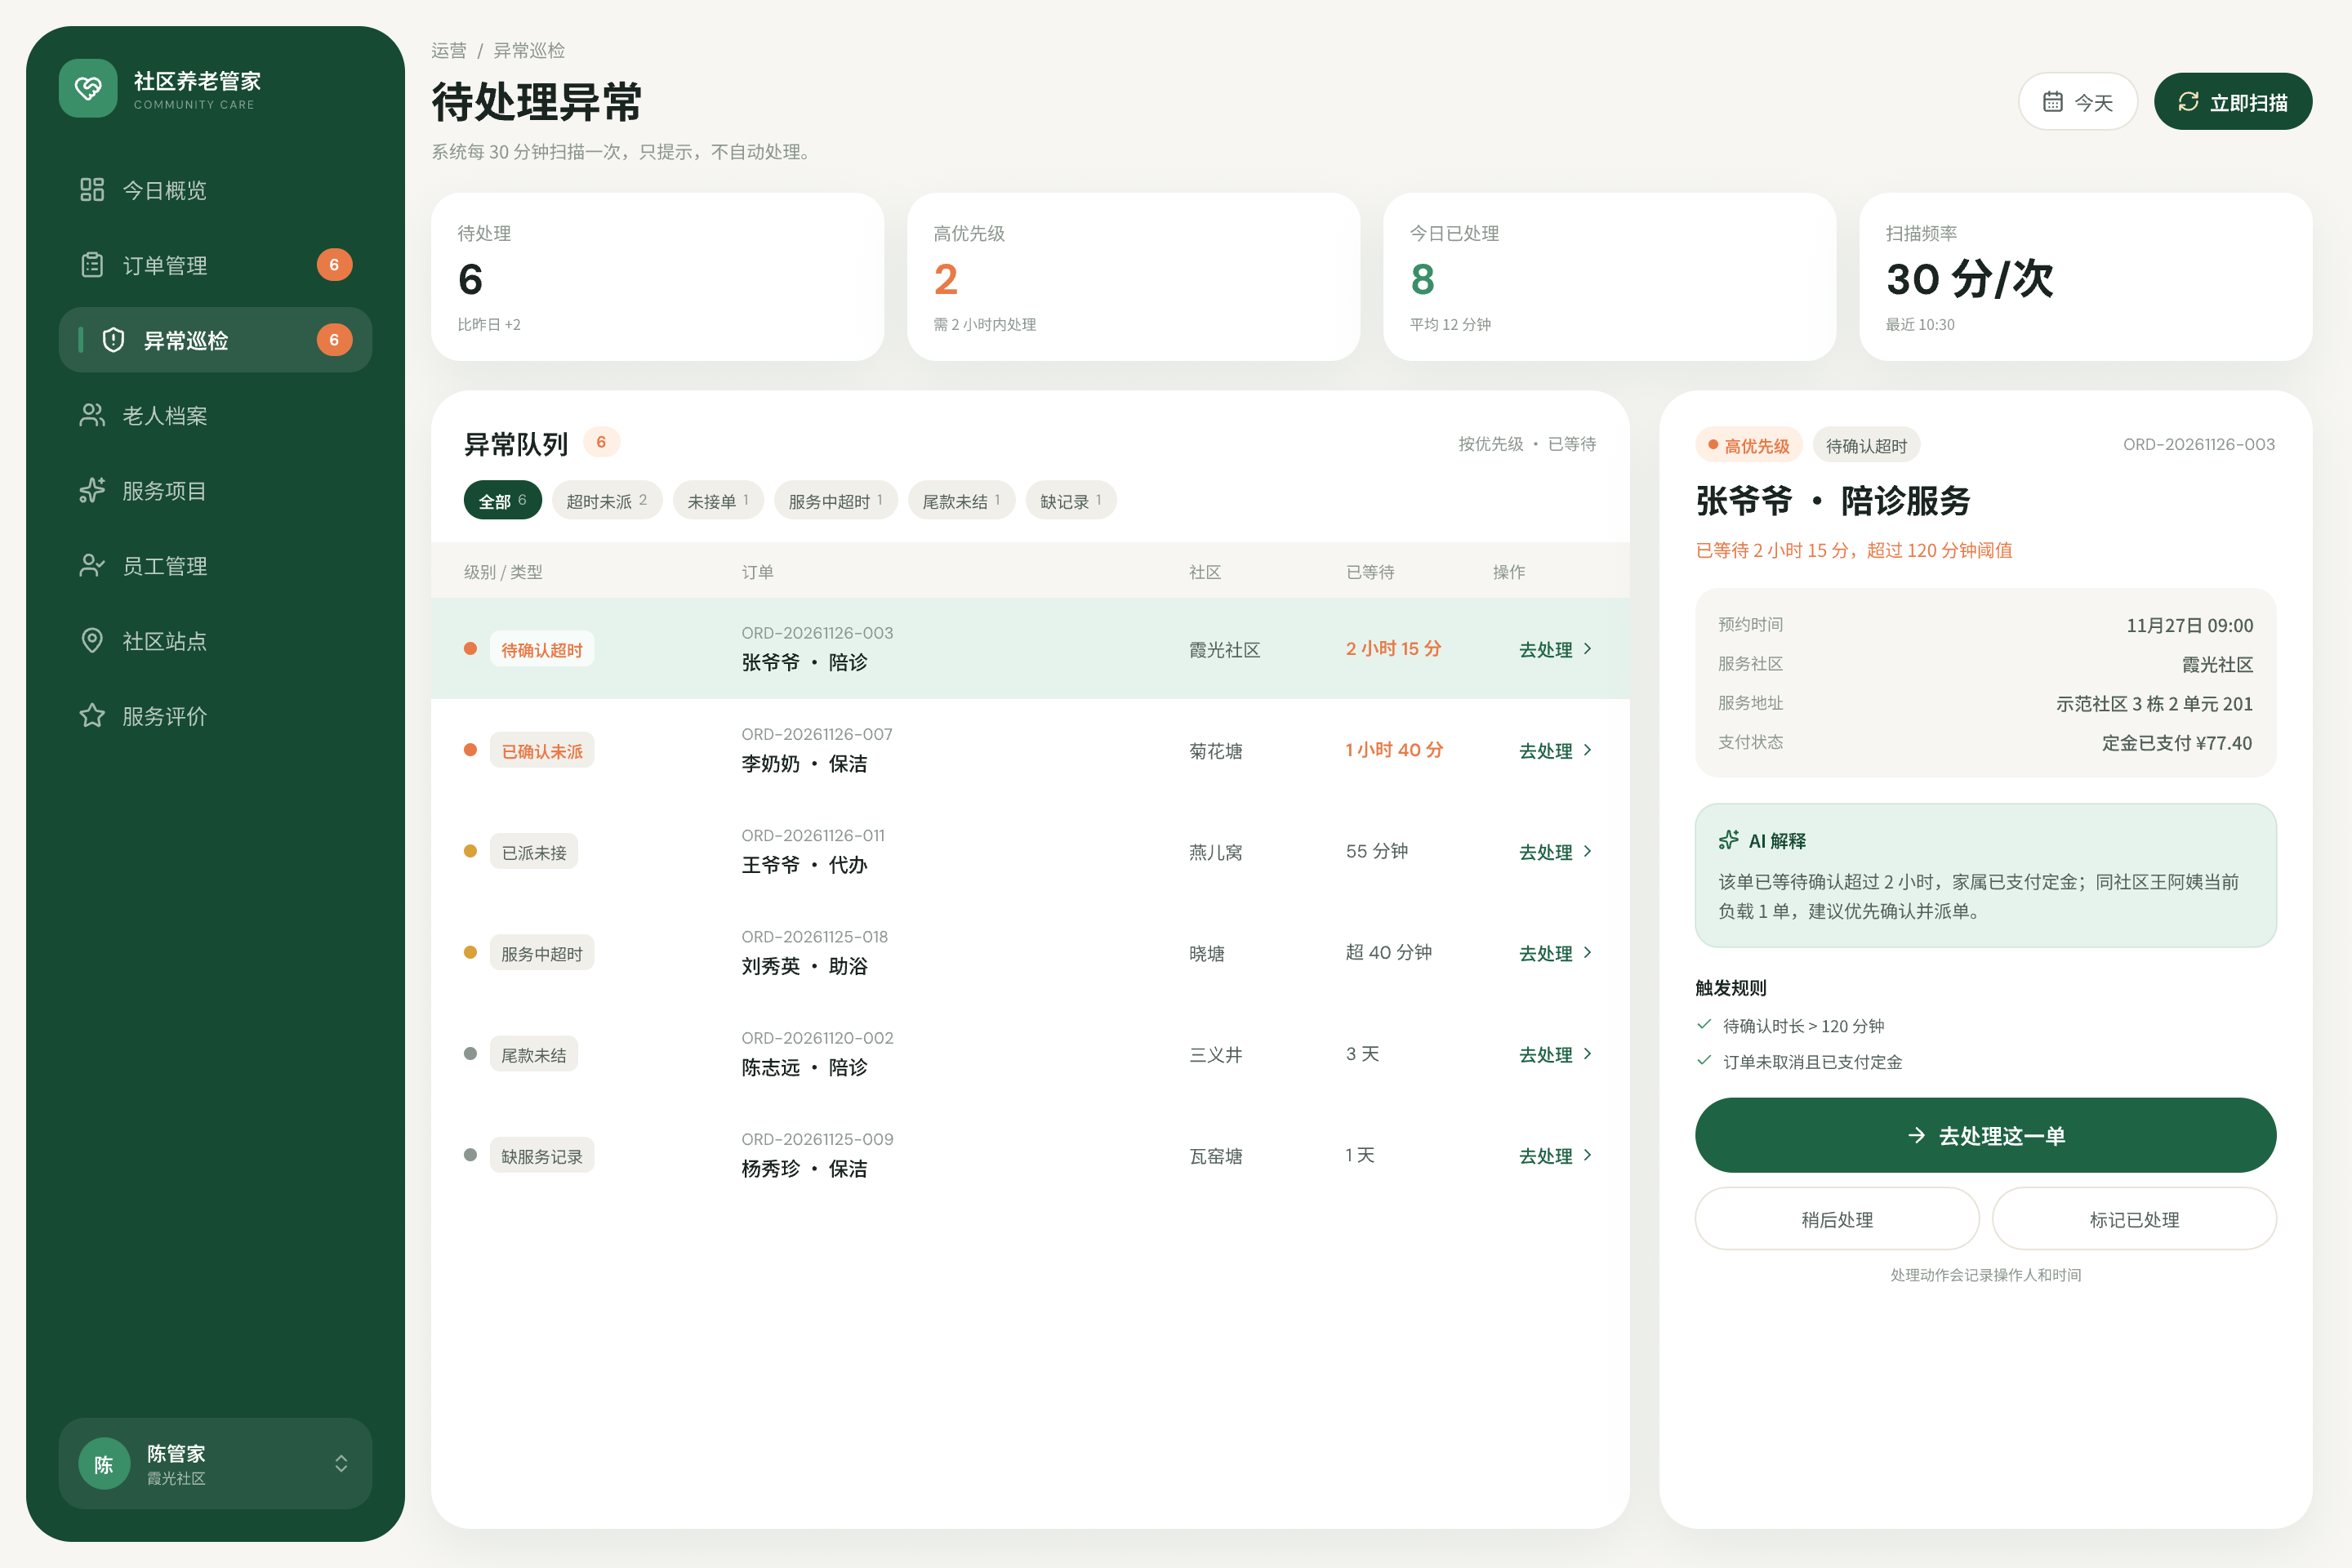 社区养老管家
COMMUNITY CARE
今日概览
订单管理 6
异常巡检 6
老人档案
服务项目
员工管理
社区站点
服务评价
陈
陈管家
霞光社区
运营 / 异常巡检
待处理异常
系统每 30 分钟扫描一次，只提示，不自动处理。
今天
立即扫描
待处理
6
比昨日 +2
高优先级
2
需 2 小时内处理
今日已处理
8
平均 12 分钟
扫描频率
30 分/次
最近 10:30
异常队列 6
按优先级 · 已等待
全部 6 超时未派 2 未接单 1 服务中超时 1 尾款未结 1 缺记录 1
级别 / 类型 订单 社区 已等待 操作
待确认超时
ORD-20261126-003
张爷爷 · 陪诊
霞光社区
2 小时 15 分
去处理
已确认未派
ORD-20261126-007
李奶奶 · 保洁
菊花塘
1 小时 40 分
去处理
已派未接
ORD-20261126-011
王爷爷 · 代办
燕儿窝
55 分钟
去处理
服务中超时
ORD-20261125-018
刘秀英 · 助浴
晓塘
超 40 分钟
去处理
尾款未结
ORD-20261120-002
陈志远 · 陪诊
三义井
3 天
去处理
缺服务记录
ORD-20261125-009
杨秀珍 · 保洁
瓦窑塘
1 天
去处理
高优先级 待确认超时 ORD-20261126-003
张爷爷 · 陪诊服务
已等待 2 小时 15 分，超过 120 分钟阈值
预约时间 11月27日 09:00
服务社区 霞光社区
服务地址 示范社区 3 栋 2 单元 201
支付状态 定金已支付 ¥77.40
AI 解释
该单已等待确认超过 2 小时，家属已支付定金；同社区王阿姨当前
负载 1 单，建议优先确认并派单。
触发规则
待确认时长 > 120 分钟
订单未取消且已支付定金
去处理这一单
稍后处理
标记已处理
处理动作会记录操作人和时间